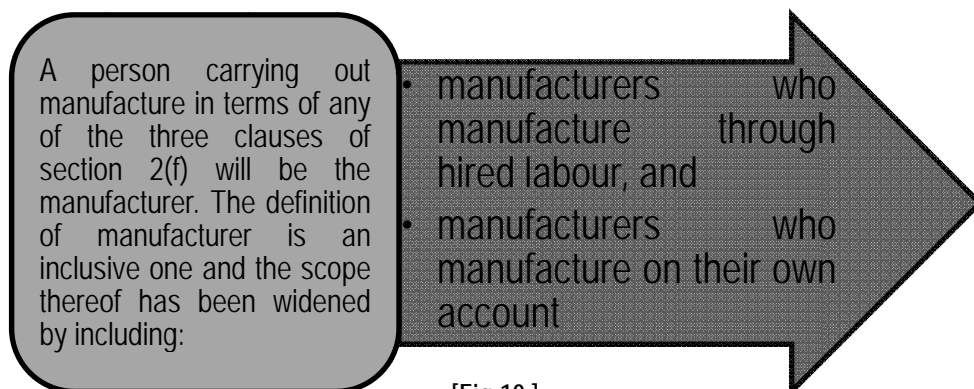 A person carrying out
manufacture in terms of any
of the three clauses of
section 2(f) will be the
manufacturer. The definition
of manufacturer is an
inclusive one and the scope
thereof has been widened
by including:
• manufacturers who
manufacture through
hired labour, and
• manufacturers who
manufacture on their own
account